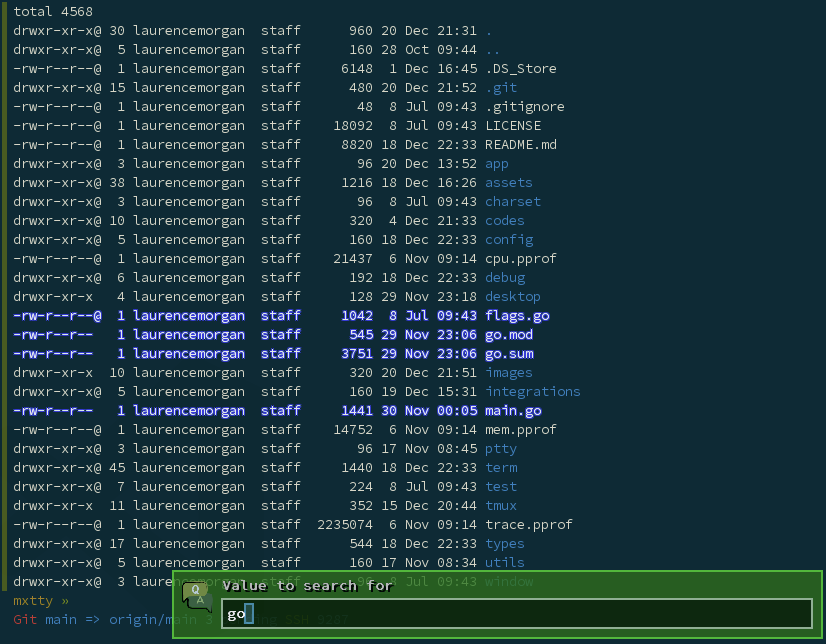 total 4568
drwxr-xr-x@ 30 laurencemorgan  staff      960 20 Dec 21:31 .
drwxr-xr-x@  5 laurencemorgan  staff      160 28 Oct 09:44 ..
-rw-r--r--@  1 laurencemorgan  staff     6148  1 Dec 16:45 .DS_Store
drwxr-xr-x@ 15 laurencemorgan  staff      480 20 Dec 21:52 .git
-rw-r--r--@  1 laurencemorgan  staff       48  8 Jul 09:43 .gitignore
-rw-r--r--@  1 laurencemorgan  staff    18092  8 Jul 09:43 LICENSE
-rw-r--r--@  1 laurencemorgan  staff     8820 18 Dec 22:33 README.md
drwxr-xr-x@  3 laurencemorgan  staff       96 20 Dec 13:52 app
drwxr-xr-x@ 38 laurencemorgan  staff     1216 18 Dec 16:26 assets
drwxr-xr-x@  3 laurencemorgan  staff       96  8 Jul 09:43 charset
drwxr-xr-x@ 10 laurencemorgan  staff      320  4 Dec 21:33 codes
drwxr-xr-x@  5 laurencemorgan  staff      160 18 Dec 22:33 config
-rw-r--r--@  1 laurencemorgan  staff    21437  6 Nov 09:14 cpu.pprof
drwxr-xr-x@  6 laurencemorgan  staff      192 18 Dec 22:33 debug
drwxr-xr-x   4 laurencemorgan  staff      128 29 Nov 23:18 desktop
-rw-r--r--@  1 laurencemorgan  staff     1042  8 Jul 09:43 flags.go
-rw-r--r--   1 laurencemorgan  staff      545 29 Nov 23:06 go.mod
-rw-r--r--   1 laurencemorgan  staff     3751 29 Nov 23:06 go.sum
drwxr-xr-x  10 laurencemorgan  staff      320 20 Dec 21:51 images
drwxr-xr-x@  5 laurencemorgan  staff      160 19 Dec 15:31 integrations
-rw-r--r--   1 laurencemorgan  staff     1441 30 Nov 00:05 main.go
-rw-r--r--@  1 laurencemorgan  staff    14752  6 Nov 09:14 mem.pprof
drwxr-xr-x@  3 laurencemorgan  staff       96 17 Nov 08:45 ptty
drwxr-xr-x@ 45 laurencemorgan  staff     1440 18 Dec 22:33 term
drwxr-xr-x@  7 laurencemorgan  staff      224  8 Jul 09:43 test
drwxr-xr-x  11 laurencemorgan  staff      352 15 Dec 20:44 tmux
-rw-r--r--@  1 laurencemorgan  staff  2235074  6 Nov 09:14 trace.pprof
drwxr-xr-x@ 17 laurencemorgan  staff      544 18 Dec 22:33 types
drwxr-xr-x@  5 laurencemorgan  staff      160 17 Nov 08:34 utils
drwxr-xr-x@  3 laurencemorgan  staff       96  8 Jul 09:43 window
Q A Value to search for
go
mxtty »
Git main => origin/main 3